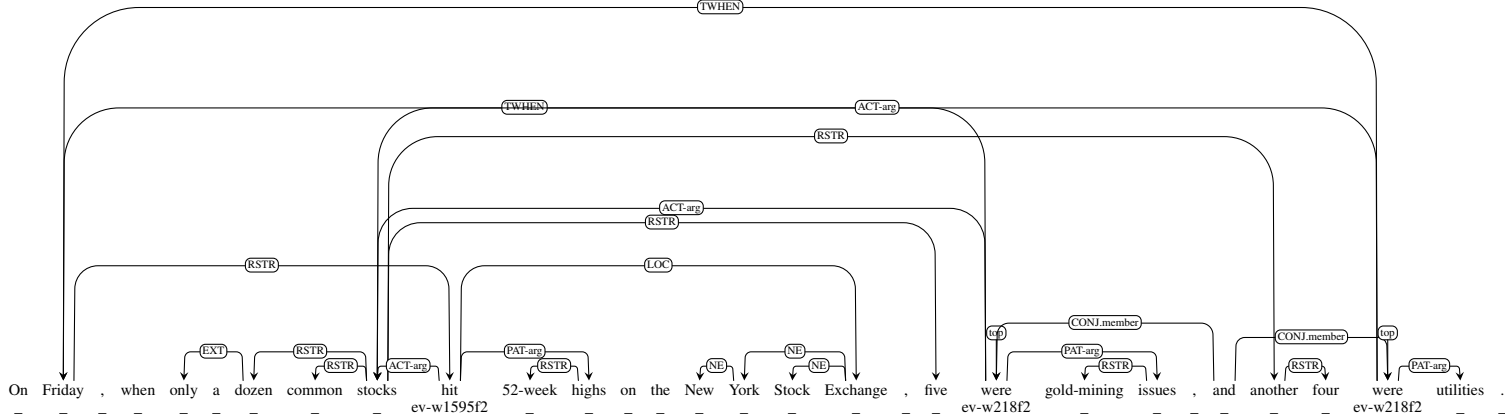 TWHEN
TWHEN ACT-arg
RSTR
ACT-arg
RSTR
RSTR LOC
top CONJ.member top
CONJ.member
EXT RSTR PAT-arg NE PAT-arg
RSTR ACT-arg RSTR NE NE RSTR RSTR PAT-arg
On Friday , when only a dozen common stocks hit 52-week highs on the New York Stock Exchange , five were gold-mining issues , and another four were utilities .
_ _ _ _ _ _ _ _ _ ev-w1595f2 _ _ _ _ _ _ _ _ _ _ ev-w218f2 _ _ _ _ _ _ ev-w218f2 _ _